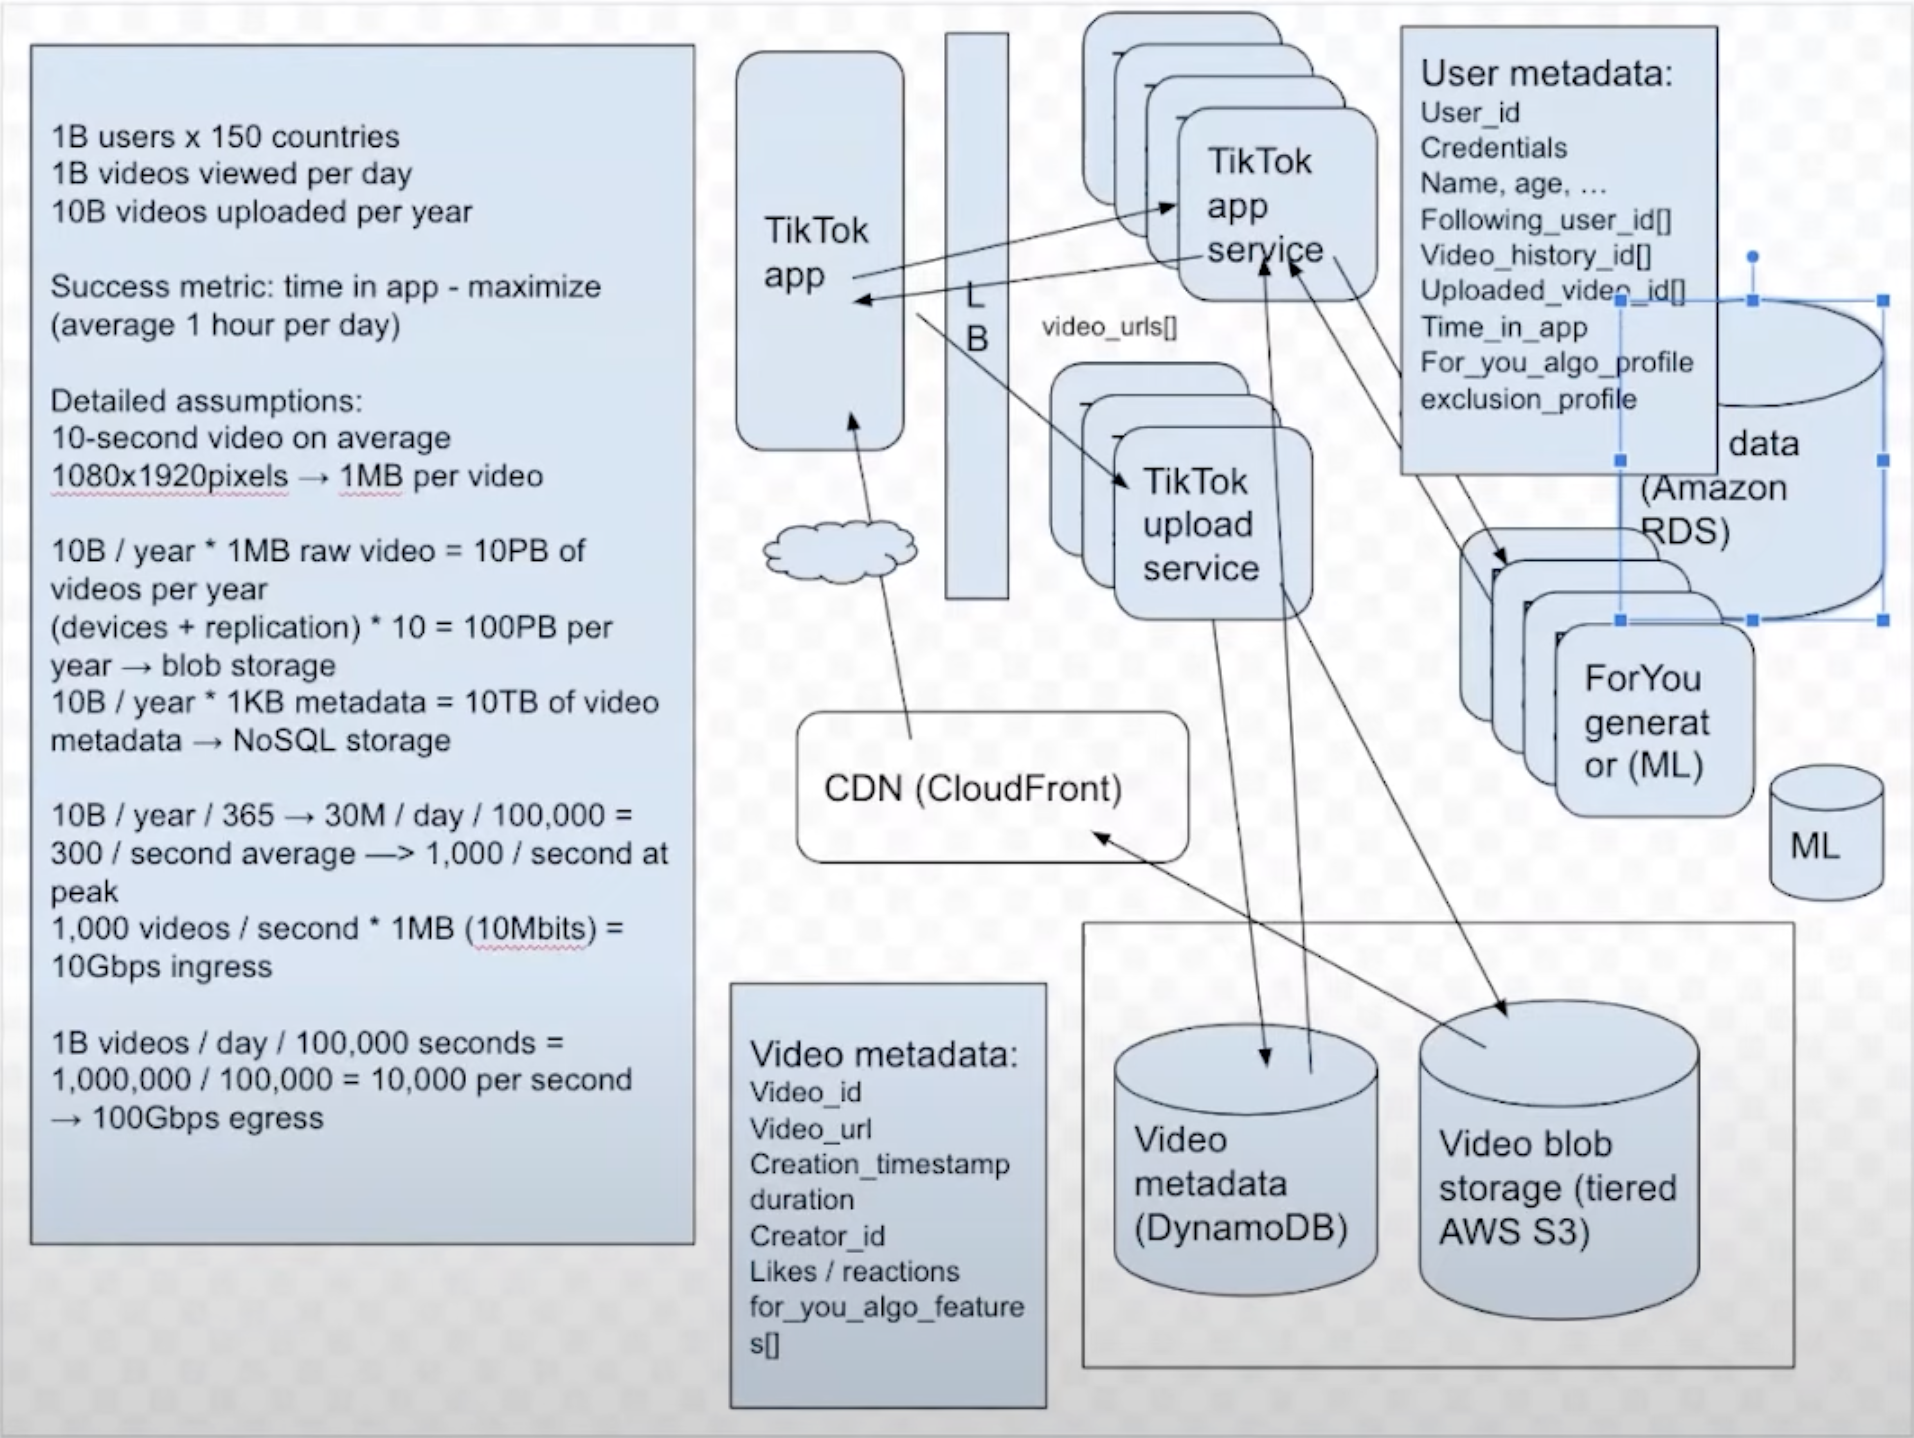 1B users x 150 countries
1B videos viewed per day
10B videos uploaded per year
Success metric: time in app - maximize
(average 1 hour per day)
Detailed assumptions:
10-second video on average
1080x1920pixels → 1MB per video
10B / year * 1MB raw video = 10PB of
videos per year
(devices + replication) * 10 = 100PB per
year → blob storage
10B / year * 1KB metadata = 10TB of video
metadata → NoSQL storage
10B / year / 365 → 30M / day / 100,000 =
300 / second average —> 1,000 / second at
peak
1,000 videos / second * 1MB (10Mbits) =
10Gbps ingress
1B videos / day / 100,000 seconds =
1,000,000 / 100,000 = 10,000 per second
→ 100Gbps egress
TikTok
app
L
B
TikTok
app
service
video_urls[]
TikTok
upload
service
User metadata:
User_id
Credentials
Name, age, …
Following_user_id[]
Video_history_id[]
Uploaded_video_id[]
Time_in_app
For_you_algo_profile
exclusion_profile
data
(Amazon
RDS)
ForYou
generat
or (ML)
ML
CDN (CloudFront)
Video metadata:
Video_id
Video_url
Creation_timestamp
duration
Creator_id
Likes / reactions
for_you_algo_feature
s[]
Video
metadata
(DynamoDB)
Video blob
storage (tiered
AWS S3)